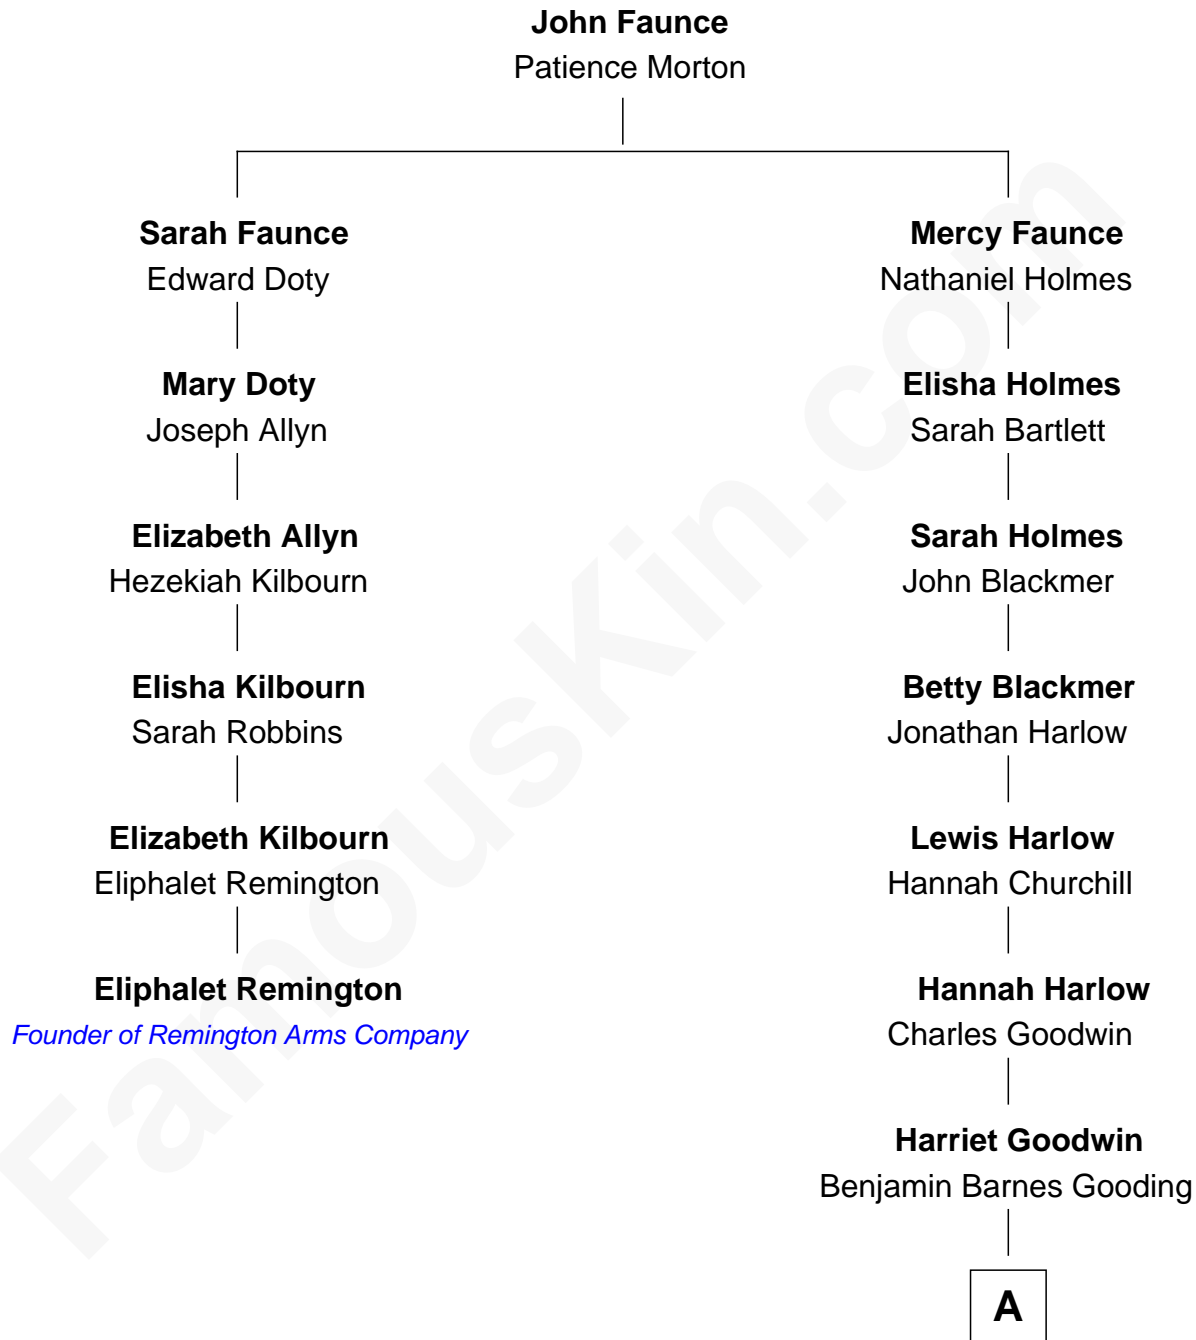 John Faunce
Patience Morton
Sarah Faunce
Edward Doty
Mercy Faunce
Nathaniel Holmes
Mary Doty
Joseph Allyn
Elisha Holmes
Sarah Bartlett
Elizabeth Allyn
Hezekiah Kilbourn
Sarah Holmes
John Blackmer
Elisha Kilbourn
Sarah Robbins
Betty Blackmer
Jonathan Harlow
Elizabeth Kilbourn
Eliphalet Remington
Lewis Harlow
Hannah Churchill
Eliphalet Remington
Founder of Remington Arms Company
Hannah Harlow
Charles Goodwin
Harriet Goodwin
Benjamin Barnes Gooding
A
FamousKin.com